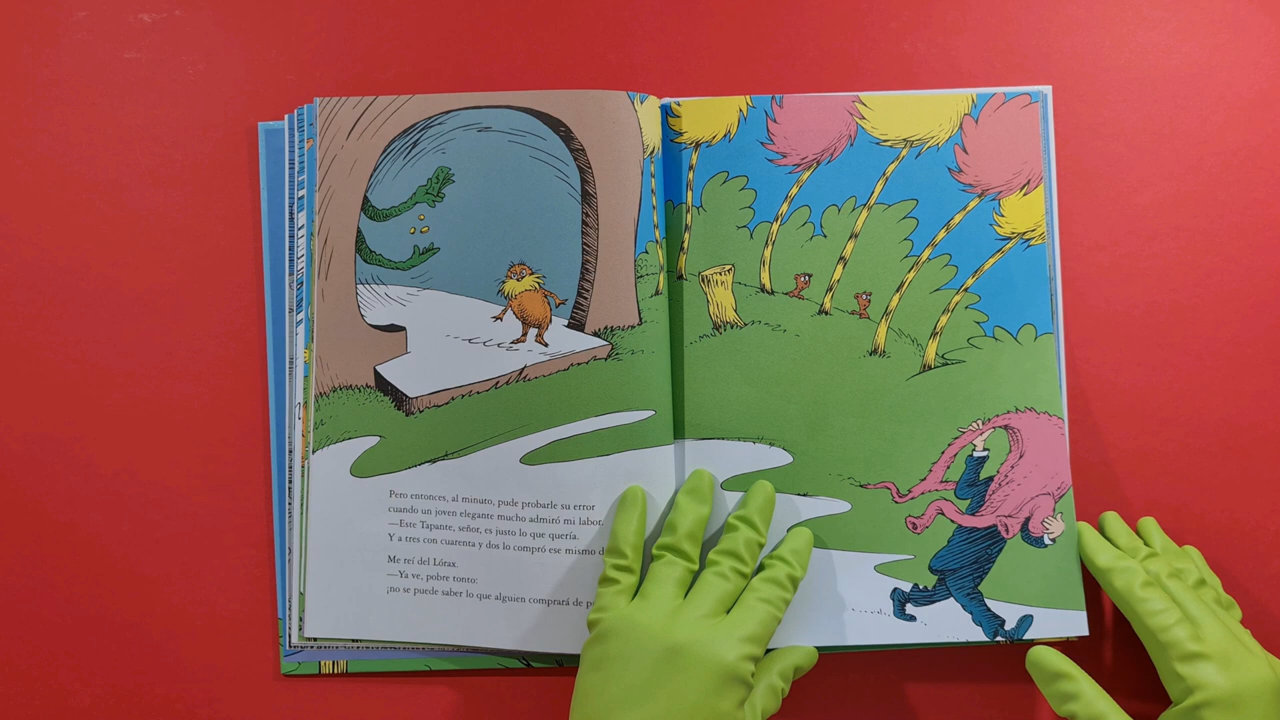 Pero entonces, al minuto, pude probarle su error
cuando un joven elegante mucho admiró mi labor.
—Este Tapante, señor, es justo lo que quería.
Y a tres con cuarenta y dos lo compró ese mismo
Me reí del Lórax.
—Ya ve, pobre tonto:
¡no se puede saber lo que alguien comprará de